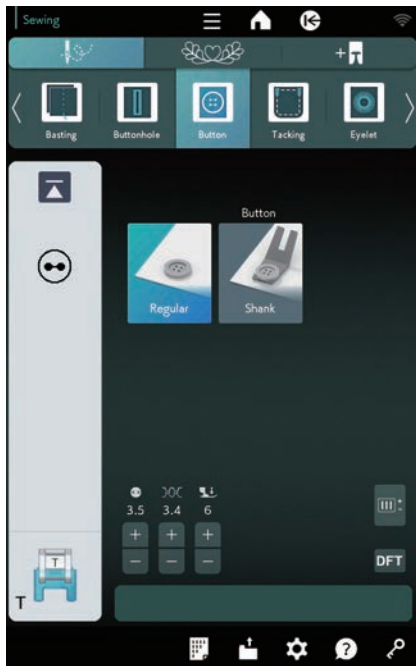 Sewing
Basting
Buttonhole
Button
Tacking
Eyelet
Button
Regular
Shank
3.5
3.4
6
+
+
+
−
−
−
DFT
T
T
?